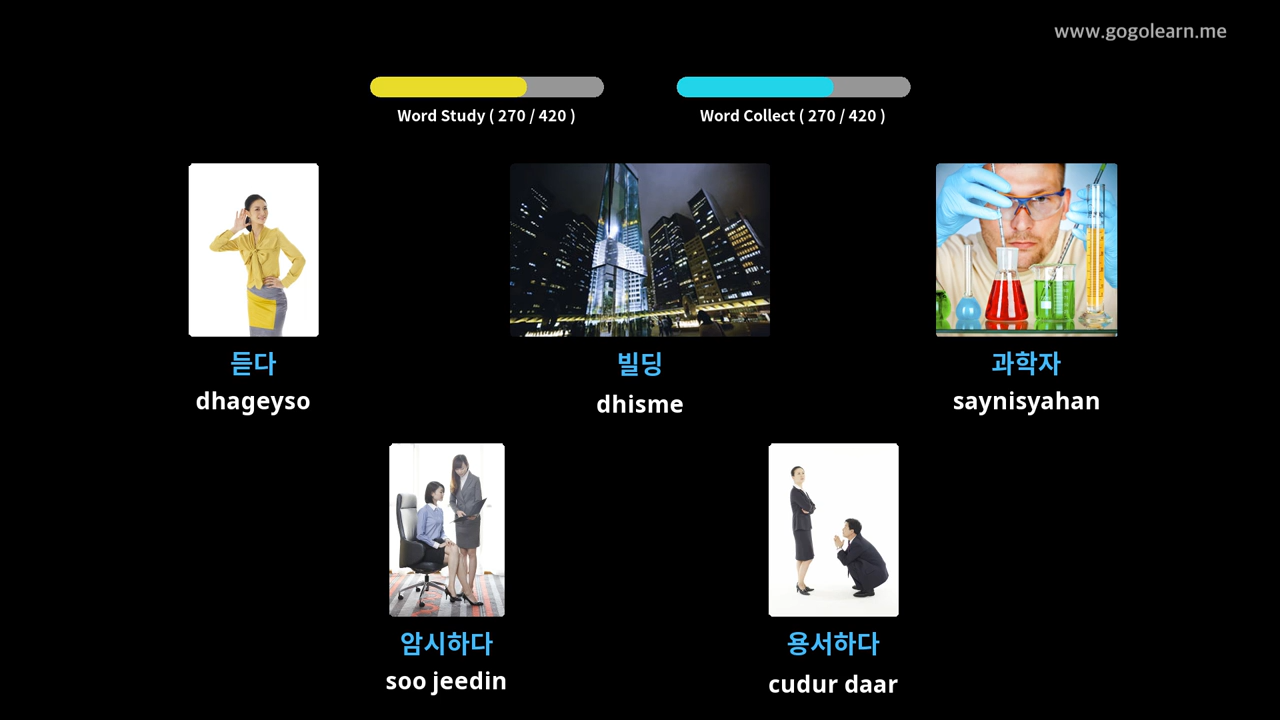 www.gogolearn.me
Word Study ( 270 / 420 )
Word Collect ( 270 / 420 )
듣다
dhageyso
빌딩
dhisme
과학자
saynisyahan
암시하다
soo jeedin
용서하다
cudur daar